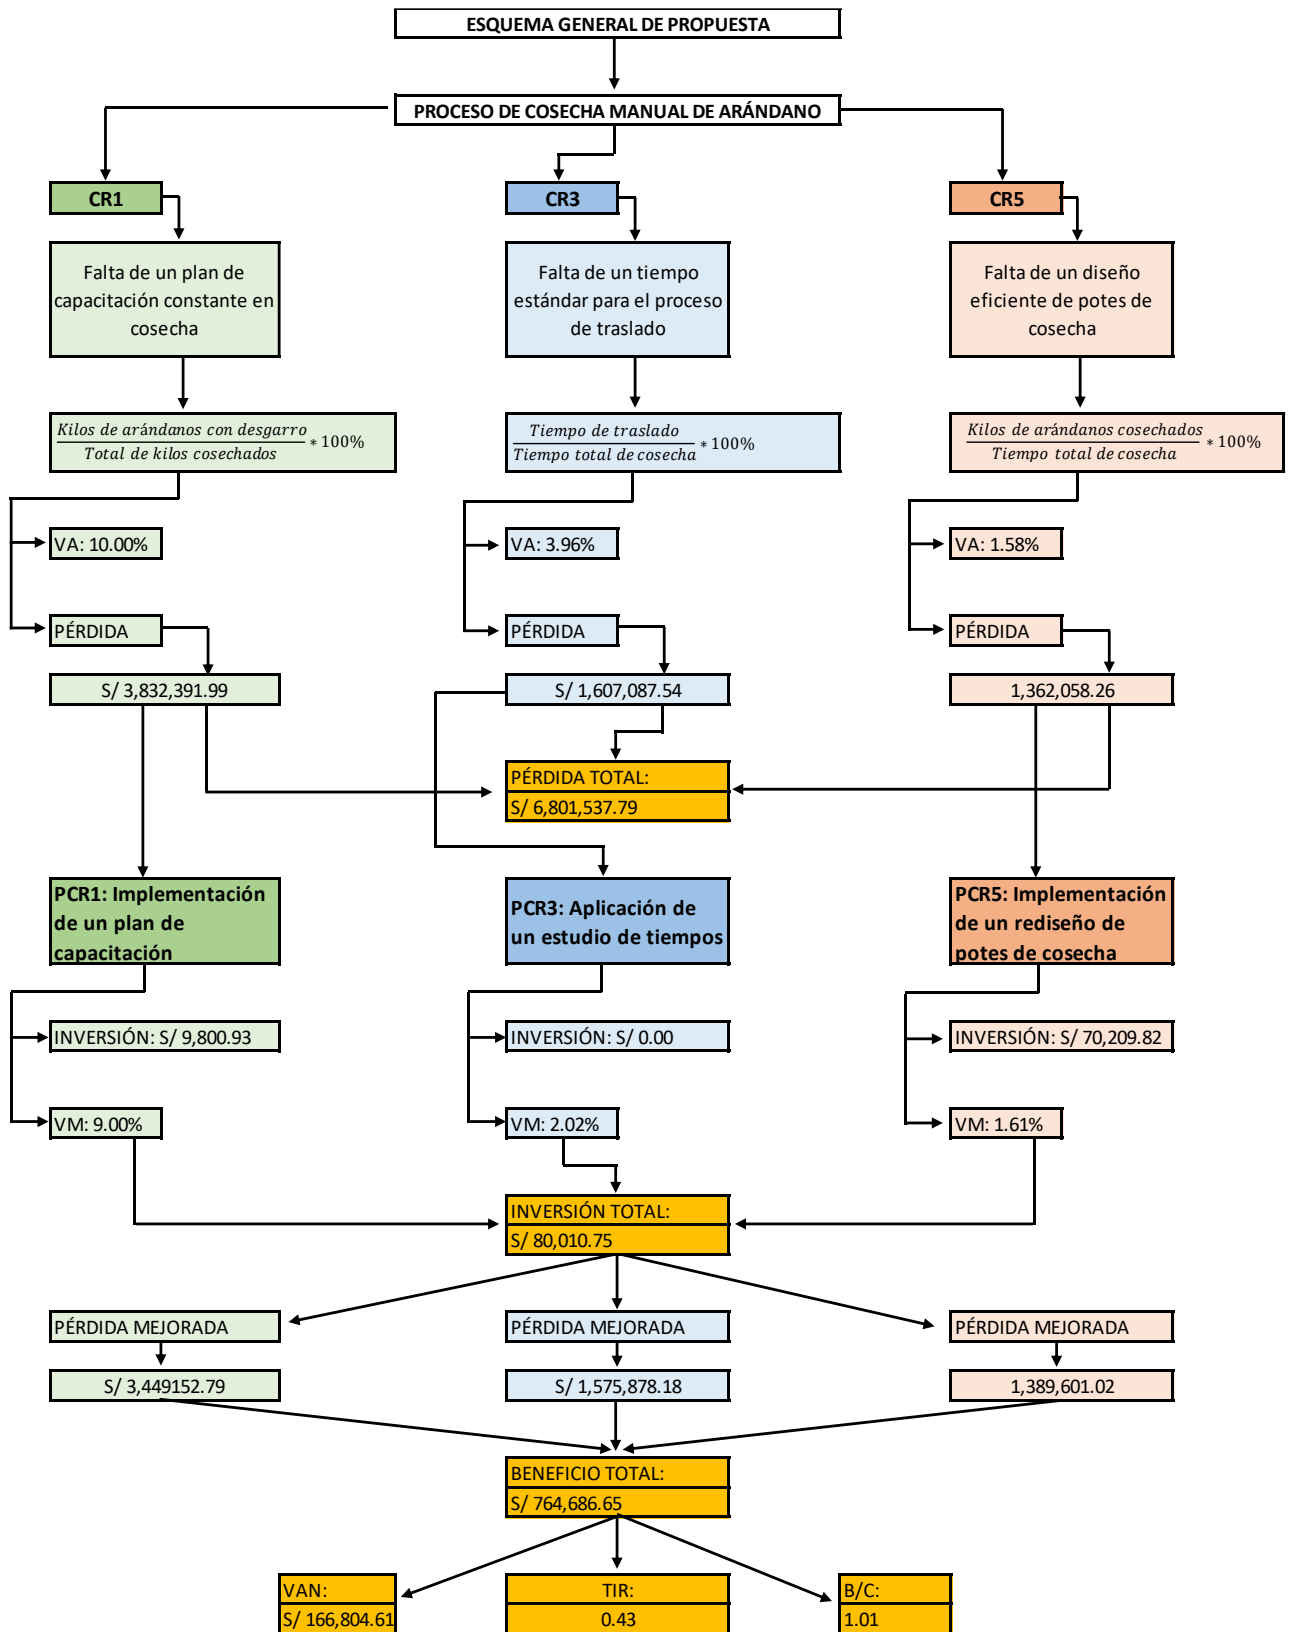 ESQUEMA GENERAL DE PROPUESTA
PROCESO DE COSECHA MANUAL DE ARÁNDANO
CR1
CR3
CR5
Falta de un plan de
capacitación constante en
cosecha
Falta de un tiempo
estándar para el proceso
de traslado
Falta de un diseño
eficiente de potes de
cosecha
Kilos de arándanos con desgarro
Total de kilos cosechados
* 100%
Tiempo de traslado
Tiempo total de cosecha
* 100%
Kilos de arándanos cosechados
Tiempo total de cosecha
* 100%
VA: 10.00%
VA: 3.96%
VA: 1.58%
PÉRDIDA
PÉRDIDA
PÉRDIDA
S/ 3,832,391.99
S/ 1,607,087.54
1,362,058.26
PÉRDIDA TOTAL:
S/ 6,801,537.79
PCR1: Implementación
de un plan de
capacitación
PCR3: Aplicación de
un estudio de tiempos
PCR5: Implementación
de un rediseño de
potes de cosecha
INVERSIÓN: S/ 9,800.93
INVERSIÓN: S/ 0.00
INVERSIÓN: S/ 70,209.82
VM: 9.00%
VM: 2.02%
VM: 1.61%
INVERSIÓN TOTAL:
S/ 80,010.75
PÉRDIDA MEJORADA
PÉRDIDA MEJORADA
PÉRDIDA MEJORADA
S/ 3,449152.79
S/ 1,575,878.18
1,389,601.02
BENEFICIO TOTAL:
S/ 764,686.65
VAN:
S/ 166,804.61
TIR:
0.43
B/C:
1.01